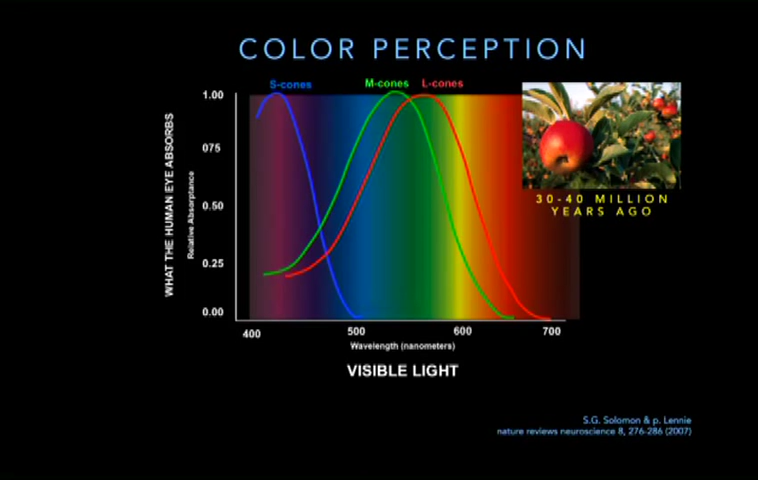 COLOR PERCEPTION
S-cones
M-cones
L-cones
WHAT THE HUMAN EYE ABSORBS
Relative Absorptance
1.00
075
0.50
0.25
0.00
400
500
600
700
Wavelength (nanometers)
VISIBLE LIGHT
30-40 MILLION
YEARS AGO
S.G. Solomon & p. Lennie
nature reviews neuroscience 8, 276-286 (2007)